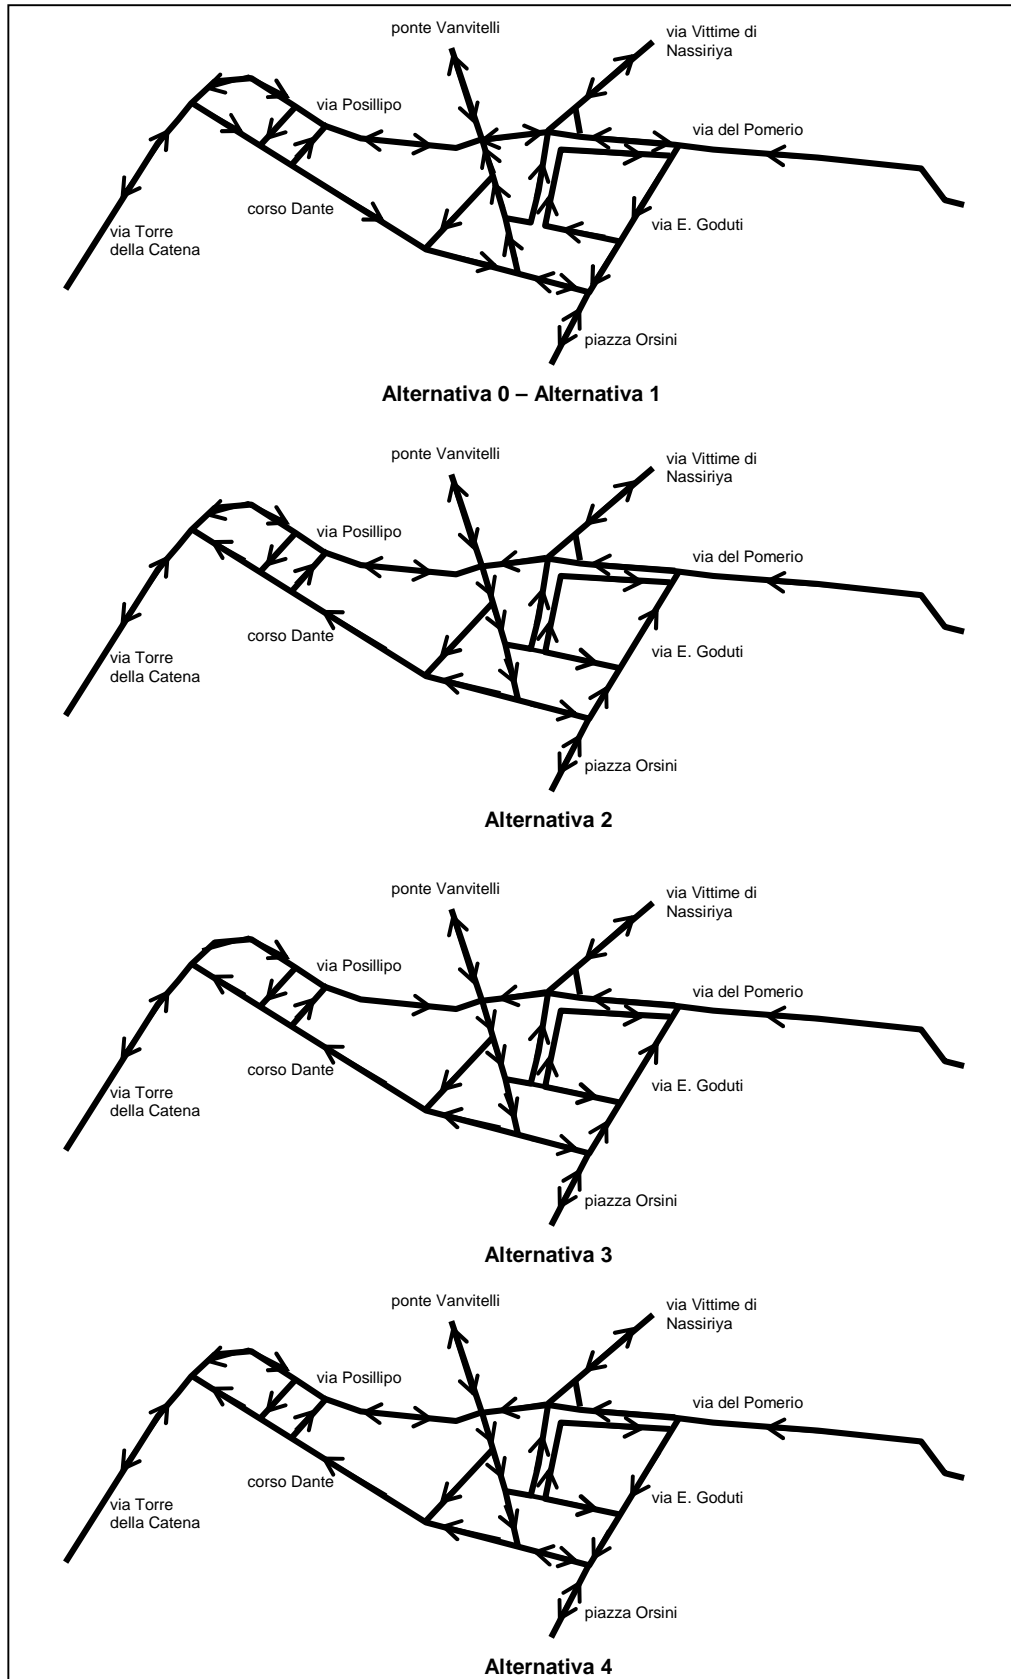 ponte Vanvitelli
via Vittime di
Nassiriya
via Posillipo
via del Pomerio
corso Dante
via E. Goduti
via Torre
della Catena
piazza Orsini
Alternativa 0 – Alternativa 1
ponte Vanvitelli
via Vittime di
Nassiriya
via Posillipo
via del Pomerio
corso Dante
via E. Goduti
via Torre
della Catena
piazza Orsini
Alternativa 2
ponte Vanvitelli
via Vittime di
Nassiriya
via Posillipo
via del Pomerio
corso Dante
via E. Goduti
via Torre
della Catena
piazza Orsini
Alternativa 3
ponte Vanvitelli
via Vittime di
Nassiriya
via Posillipo
via del Pomerio
corso Dante
via E. Goduti
via Torre
della Catena
piazza Orsini
Alternativa 4